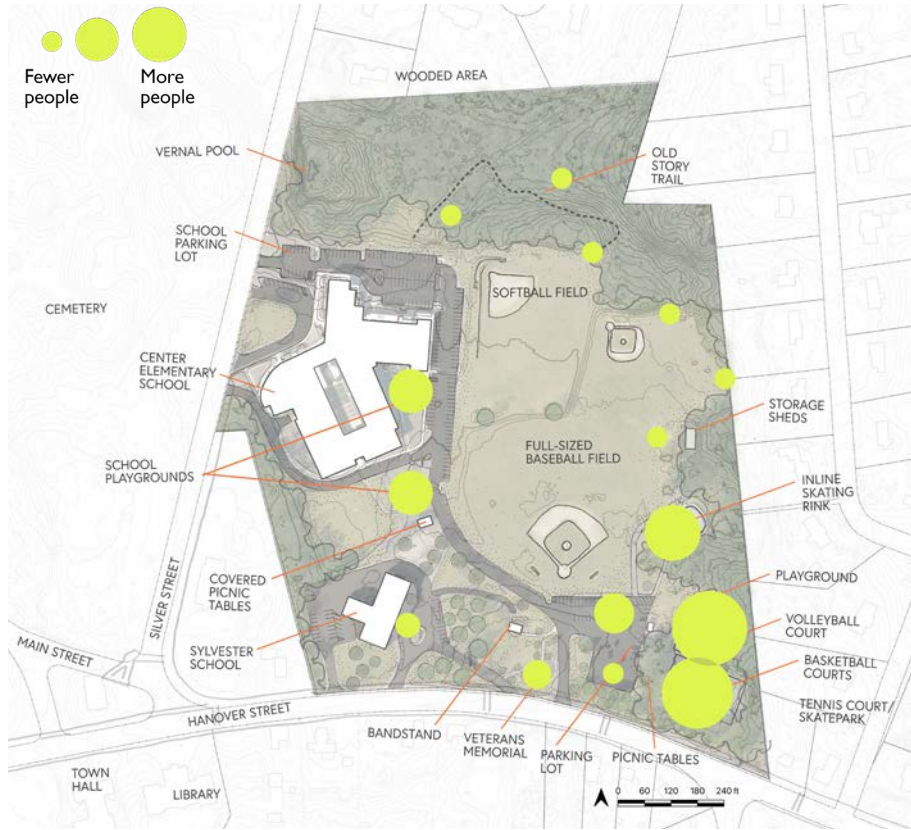 Fewer
people
More
people
WOODED AREA
VERNAL POOL
OLD
STORY
TRAIL
SCHOOL
PARKING
LOT
SOFTBALL FIELD
CEMETERY
CENTER
ELEMENTARY
SCHOOL
STORAGE
SHEDS
FULL-SIZED
BASEBALL FIELD
SCHOOL
PLAYGROUNDS
INLINE
SKATING
RINK
COVERED
PICNIC
TABLES
PLAYGROUND
SILVER STREET
VOLLEYBALL
COURT
SYLVESTER
SCHOOL
MAIN STREET
BASKETBALL
COURTS
HANOVER STREET
TENNIS COURT/
SKATEPARK
BANDSTAND
VETERANS
MEMORIAL
PARKING
LOT
PICNIC TABLES
TOWN
HALL
LIBRARY
0 60 120 180 240 ft